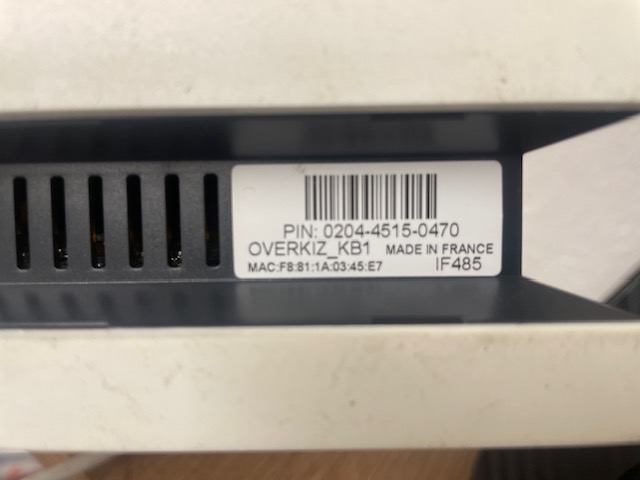 PIN: 0204-4515-0470
OVERKIZ_KB1 MADE IN FRANCE
MAC:F8:81:1A:03:45:E7 IF485